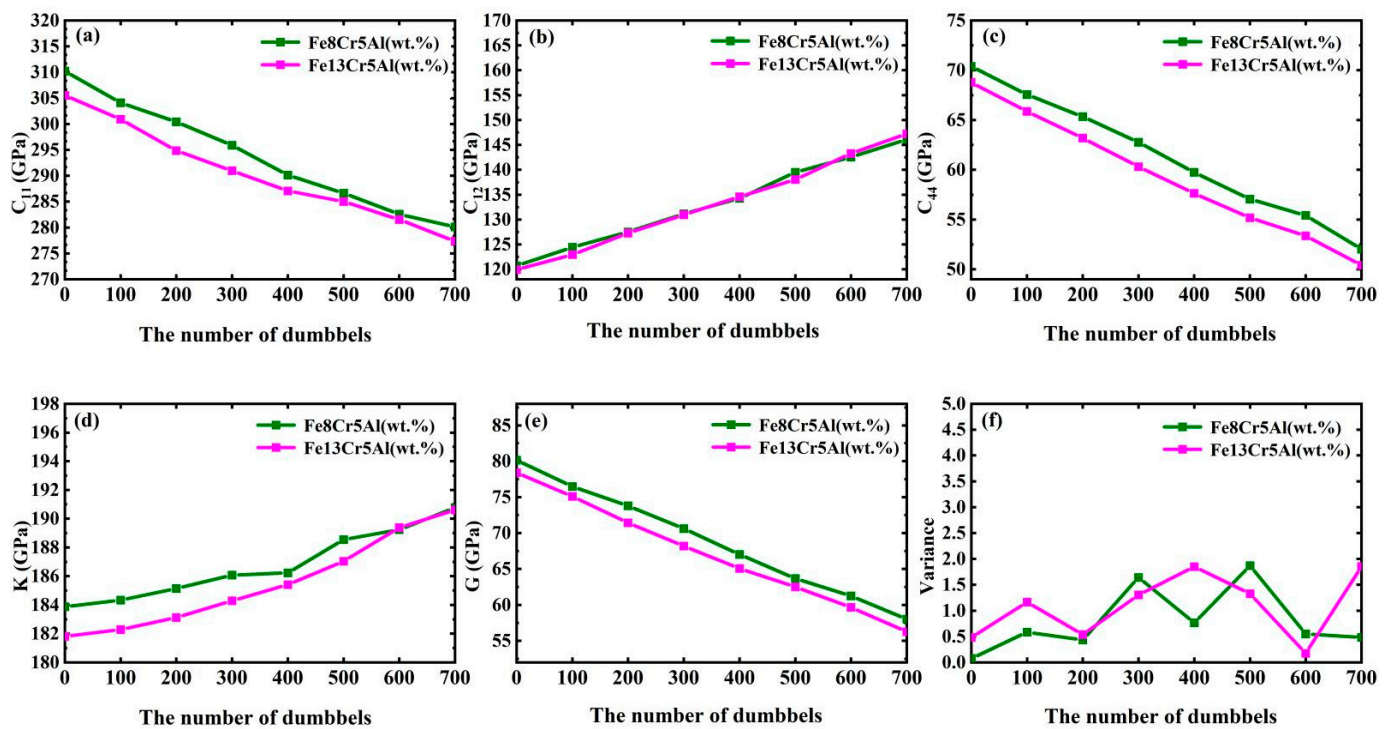 (a)
Fe8Cr5Al(wt.%)
Fe13Cr5Al(wt.%)
C11 (GPa)
320
315
310
305
300
295
290
285
280
275
270
0 100 200 300 400 500 600 700
The number of dumbbels
(b)
Fe8Cr5Al(wt.%)
Fe13Cr5Al(wt.%)
C12 (GPa)
170
165
160
155
150
145
140
135
130
125
120
0 100 200 300 400 500 600 700
The number of dumbbels
(c)
Fe8Cr5Al(wt.%)
Fe13Cr5Al(wt.%)
C44 (GPa)
75
70
65
60
55
50
0 100 200 300 400 500 600 700
The number of dumbbels
(d)
Fe8Cr5Al(wt.%)
Fe13Cr5Al(wt.%)
K (GPa)
198
196
194
192
190
188
186
184
182
180
0 100 200 300 400 500 600 700
The number of dumbbels
(e)
Fe8Cr5Al(wt.%)
Fe13Cr5Al(wt.%)
G (GPa)
85
80
75
70
65
60
55
0 100 200 300 400 500 600 700
The number of dumbbels
(f)
Fe8Cr5Al(wt.%)
Fe13Cr5Al(wt.%)
Variance
5.0
4.5
4.0
3.5
3.0
2.5
2.0
1.5
1.0
0.5
0.0
0 100 200 300 400 500 600 700
The number of dumbbels